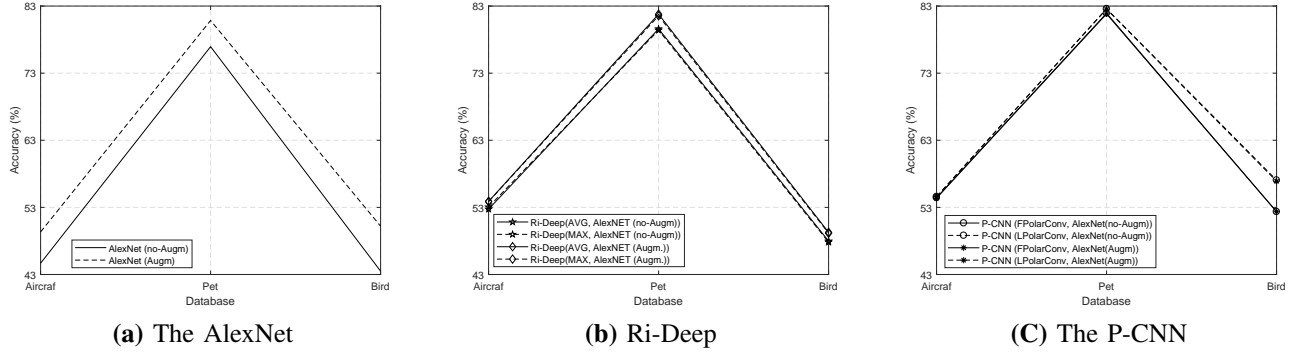 83
73
63
53
43
Accuracy (%)
AlexNet (no-Augm)
AlexNet (Augm)
Aircraf
Pet
Bird
Database
(a) The AlexNet
83
73
63
53
43
Accuracy (%)
Ri-Deep(AVG, AlexNET (no-Augm))
Ri-Deep(MAX, AlexNET (no-Augm))
Ri-Deep(AVG, AlexNET (Augm.))
Ri-Deep(MAX, AlexNET (Augm.))
Aircraf
Pet
Bird
Database
(b) Ri-Deep
83
73
63
53
43
Accuracy (%)
P-CNN (FPolarConv, AlexNet(no-Augm))
P-CNN (LPolarConv, AlexNet(no-Augm))
P-CNN (FPolarConv, AlexNet(Augm))
P-CNN (LPolarConv, AlexNet(Augm))
Aircraf
Pet
Bird
Database
(C) The P-CNN